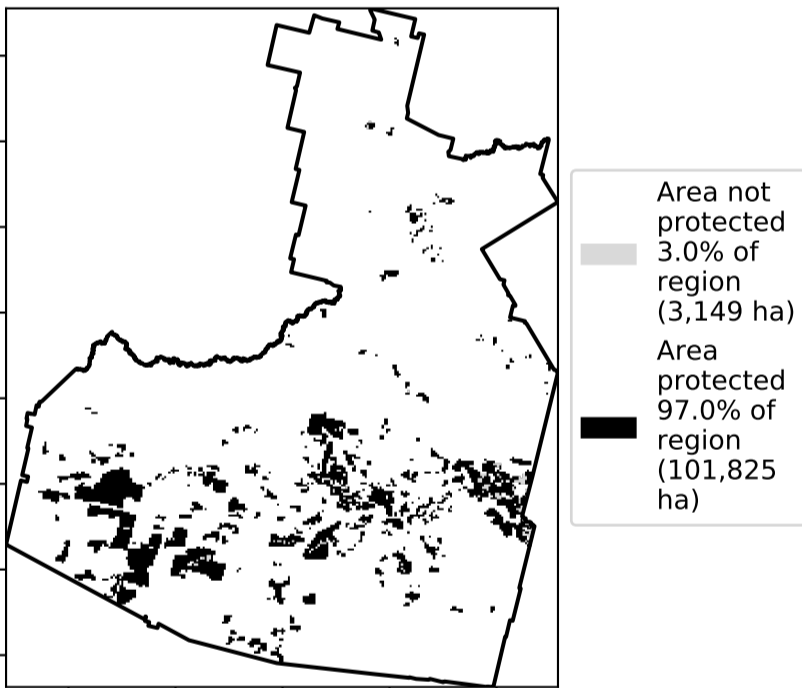 Area not
protected
3.0% of
region
(3,149 ha)
Area
protected
97.0% of
region
(101,825
ha)